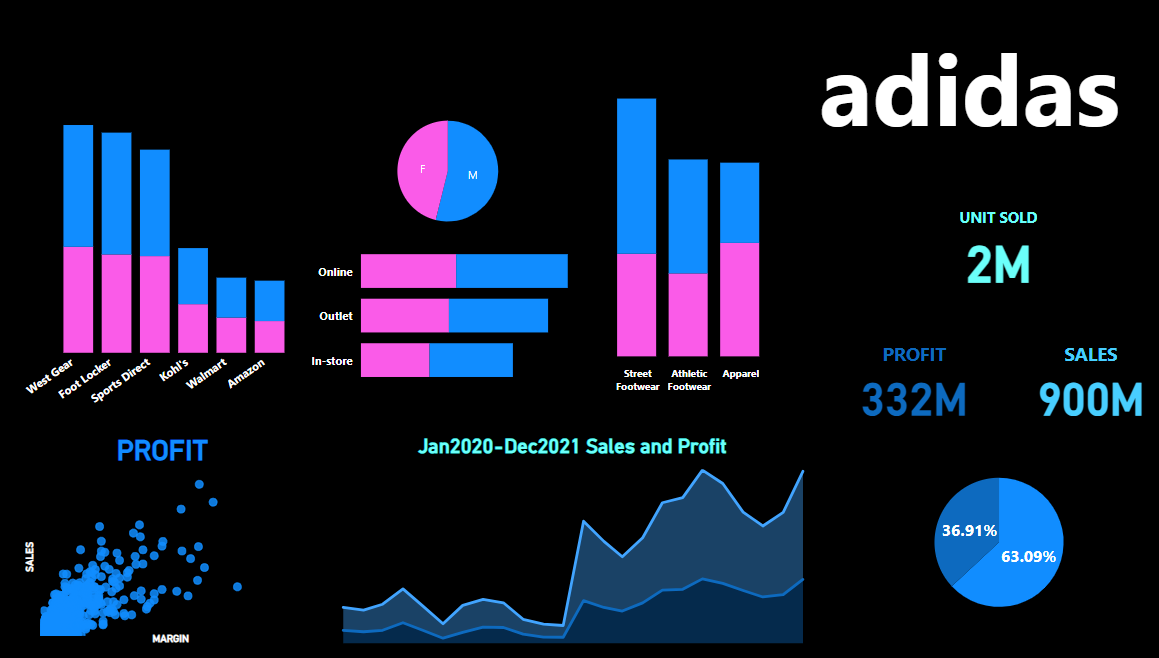 adidas
F
M
UNIT SOLD
2M
Online
Outlet
In-store
West Gear
Foot Locker
Sports Direct
Kohl's
Walmart
Amazon
Street
Footwear
Athletic
Footwear
Apparel
PROFIT
332M
SALES
900M
PROFIT
SALES
MARGIN
Jan2020-Dec2021 Sales and Profit
36.91%
63.09%